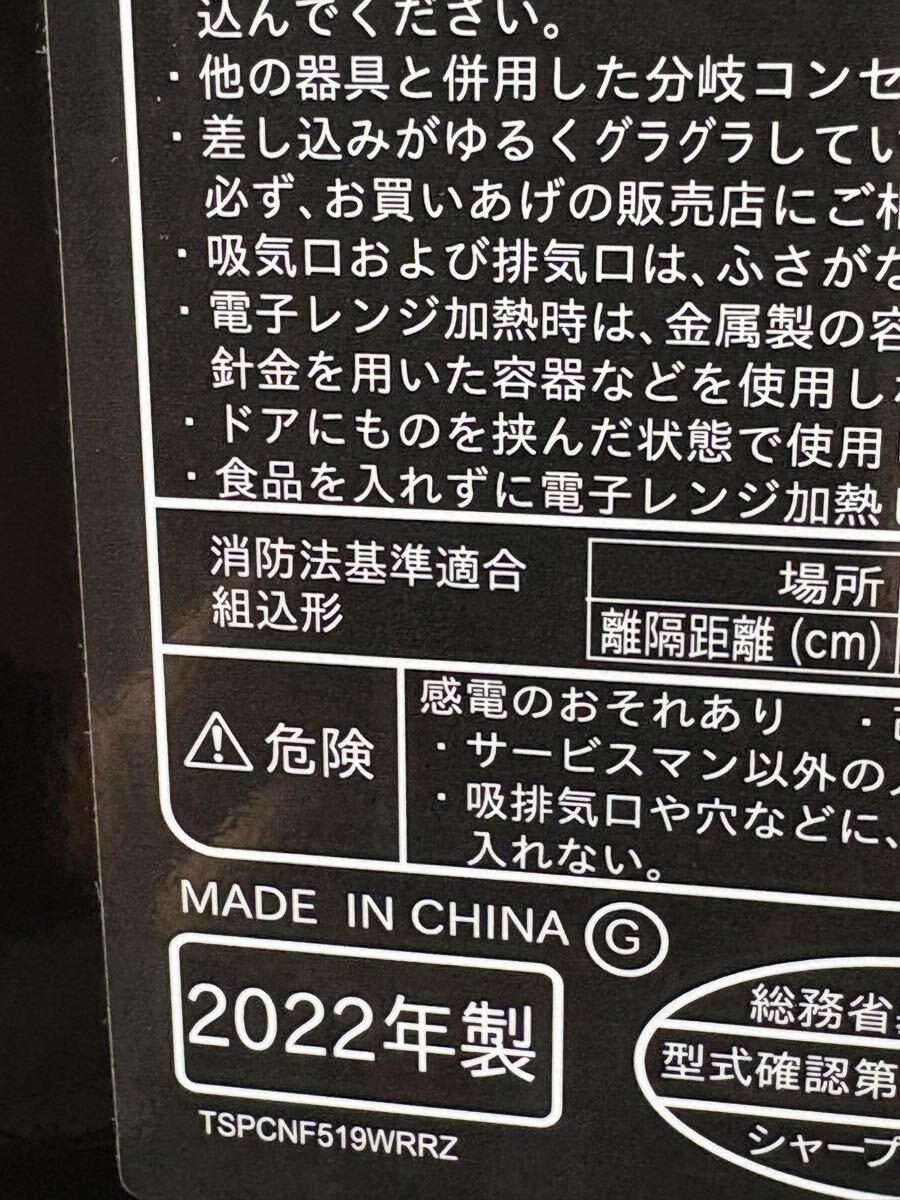 込んでください。
・他の器具と併用した分岐コンセ
・差し込みがゆるくグラグラしてい
必ず、お買いあげの販売店にご相
・吸気口および排気口は、ふさがな
・電子レンジ加熱時は、金属製の容
針金を用いた容器などを使用し
・ドアにものを挟んだ状態で使用
・食品を入れずに電子レンジ加熱し
消防法基準適合
組込形
場所
離隔距離 (cm)
⚠危険
感電のおそれあり ・
・サービスマン以外の人
・吸排気口や穴などに、
入れない。
MADE IN CHINA G
2022年製
TSPCNF519WRRZ
総務省
型式確認第
シャープ